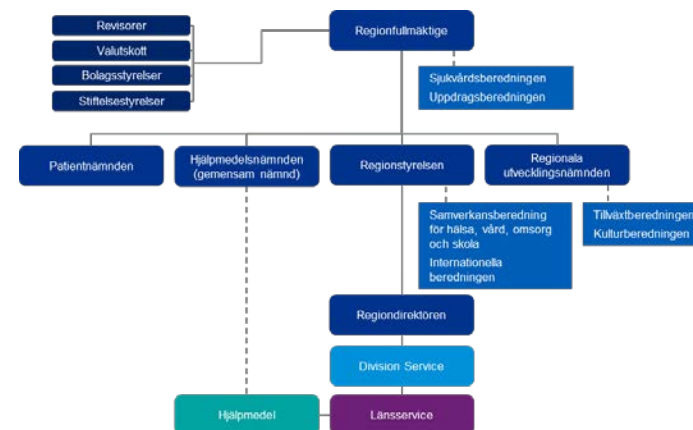 Revisorer
Regionfullmäktige
Valutskott
Bolagsstyrelser
Stiftelsestyrelser
Sjukvårdsberedningen
Uppdragsberedningen
Patientnämnden
Hjälpmedelsnämnden
(gemensam nämnd)
Regionstyrelsen
Regionala
utvecklingsnämnden
Samverkansberedning
för hälsa, vård, omsorg
och skola
Internationella
beredningen
Tillväxtberedningen
Kulturberedningen
Regiondirektören
Division Service
Hjälpmedel
Länsservice